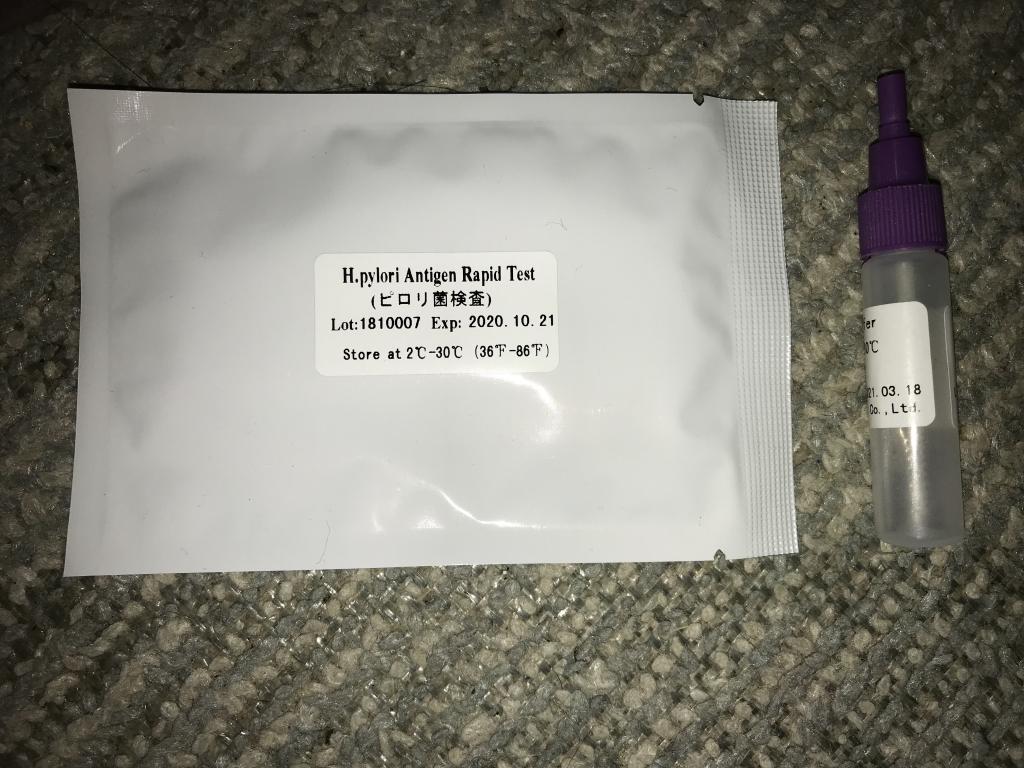 H.pylori Antigen Rapid Test
(ピロリ菌検査)
Lot:1810007 Exp: 2020.10.21
Store at 2℃-30℃ (36℉-86℉)
21.03.18
Co.,Ltd.